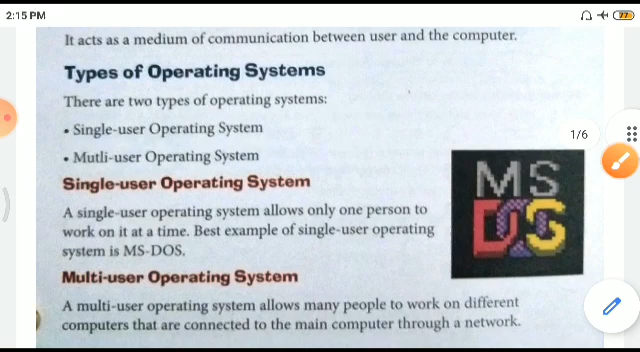 2:15 PM
77
It acts as a medium of communication between user and the computer.
Types of Operating Systems
There are two types of operating systems:
• Single-user Operating System
1/6
• Mutli-user Operating System
Single-user Operating System
A single-user operating system allows only one person to
work on it at a time. Best example of single-user operating
system is MS-DOS.
MS
DOS
Multi-user Operating System
A multi-user operating system allows many people to work on different
computers that are connected to the main computer through a network.